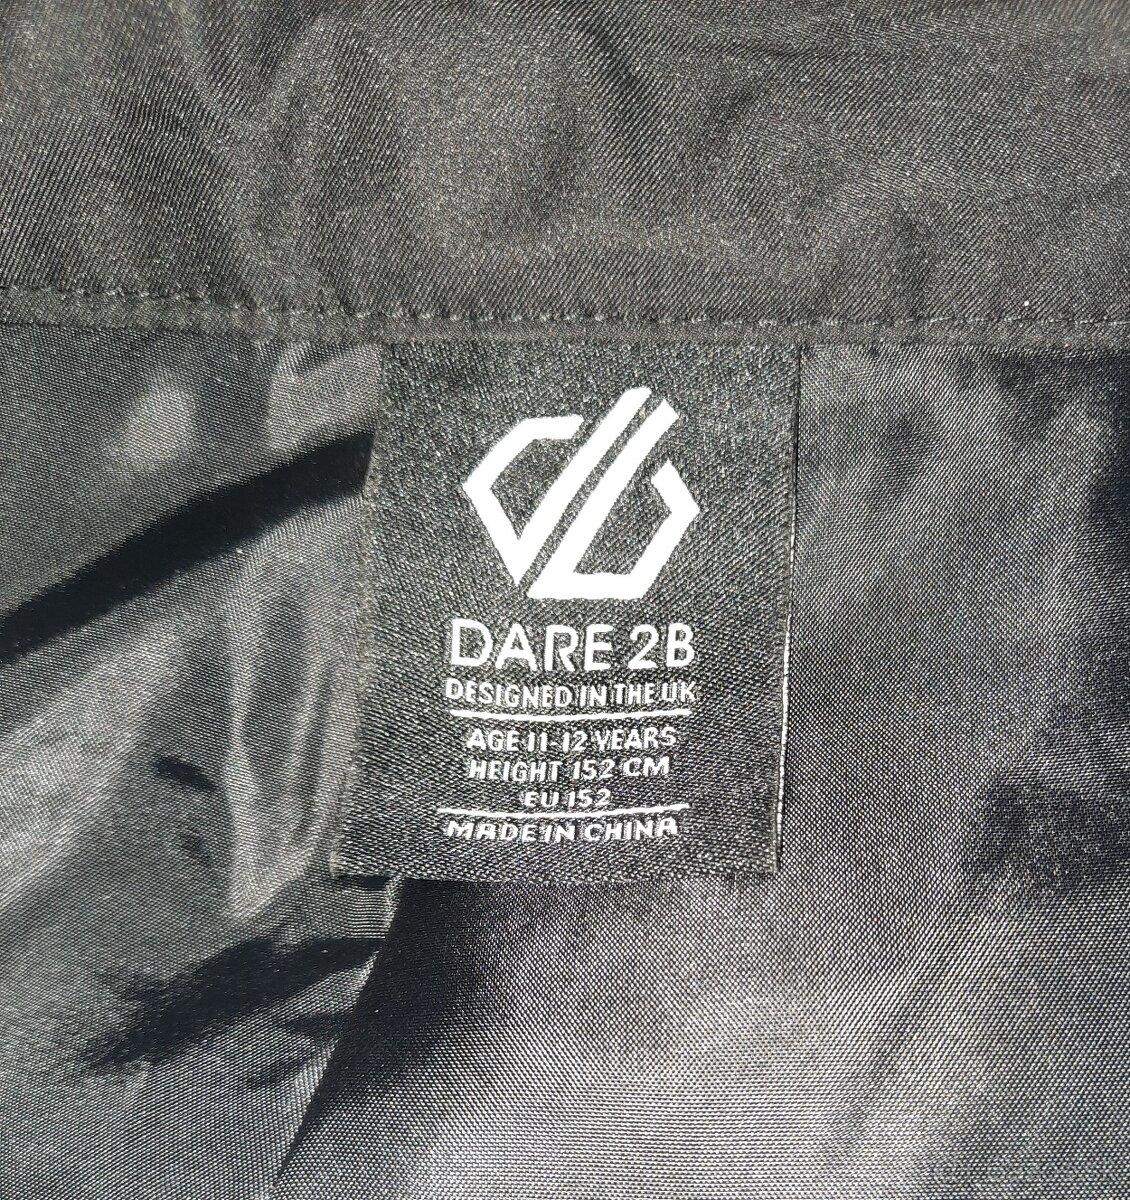 DARE 2B
DESIGNED IN THE UK
AGE 11-12 YEARS
HEIGHT 152 CM
EU 152
MADE IN CHINA